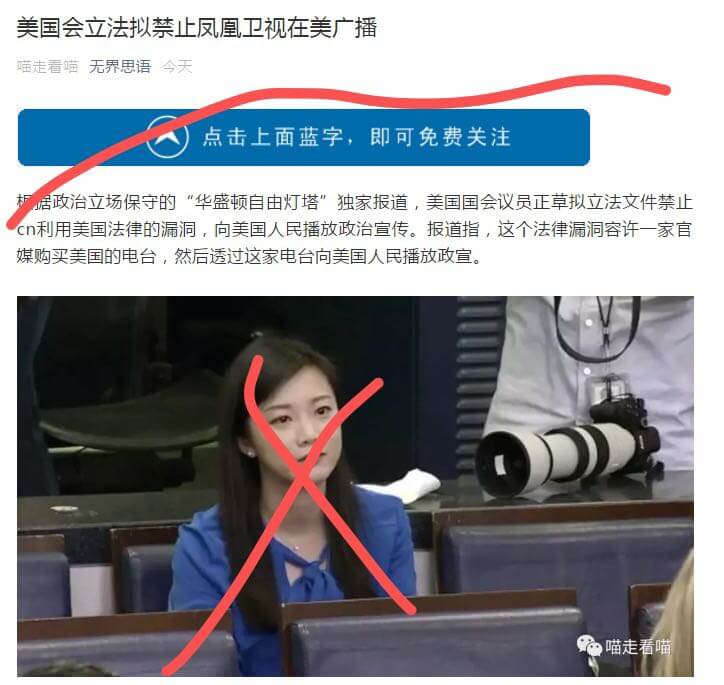 美国会立法拟禁止凤凰卫视在美广播
喵走看喵 无界思语 今天
点击上面蓝字，即可免费关注
根据政治立场保守的“华盛顿自由灯塔”独家报道，美国国会议员正草拟立法文件禁止
cn利用美国法律的漏洞，向美国人民播放政治宣传。报道指，这个法律漏洞容许一家官
媒购买美国的电台，然后透过这家电台向美国人民播放政宣。
喵走看喵